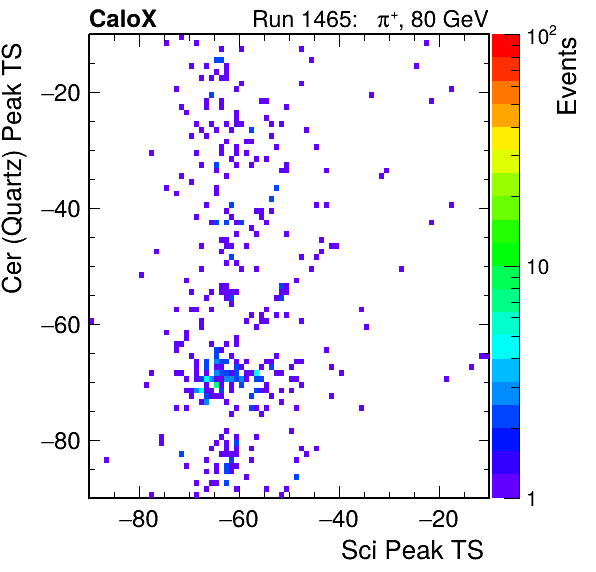 CaloX Run 1465: π⁺, 80 GeV
Cer (Quartz) Peak TS
−20
−40
−60
−80
−80 −60 −40 −20
Sci Peak TS
10²
10
1
Events